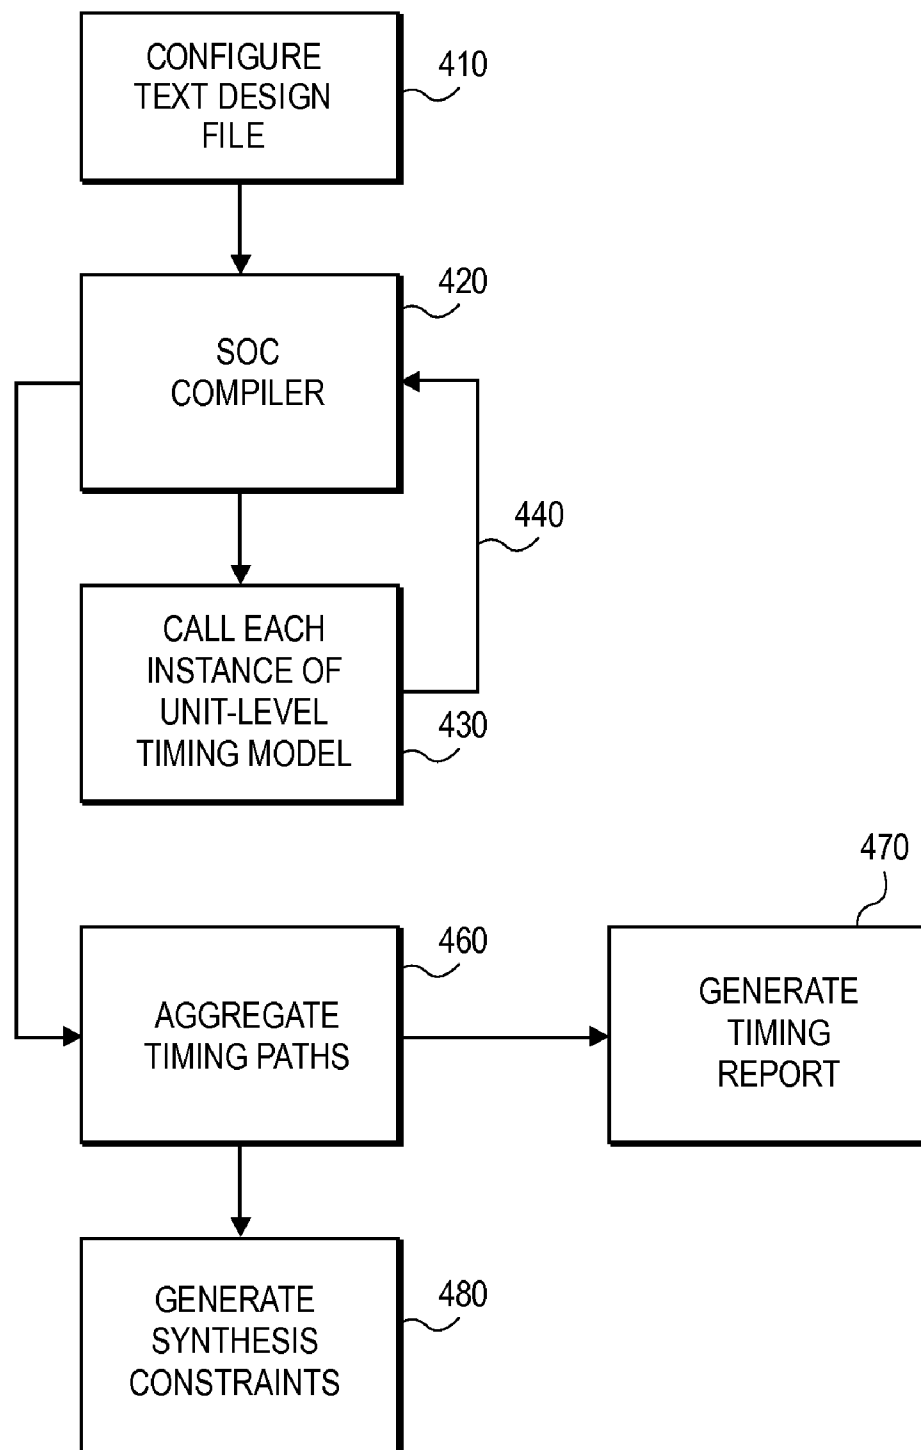 CONFIGURE
TEXT DESIGN
FILE
410
420
SOC
COMPILER
440
CALL EACH
INSTANCE OF
UNIT-LEVEL
TIMING MODEL
430
470
460
AGGREGATE
TIMING PATHS
GENERATE
TIMING
REPORT
GENERATE
SYNTHESIS
CONSTRAINTS
480